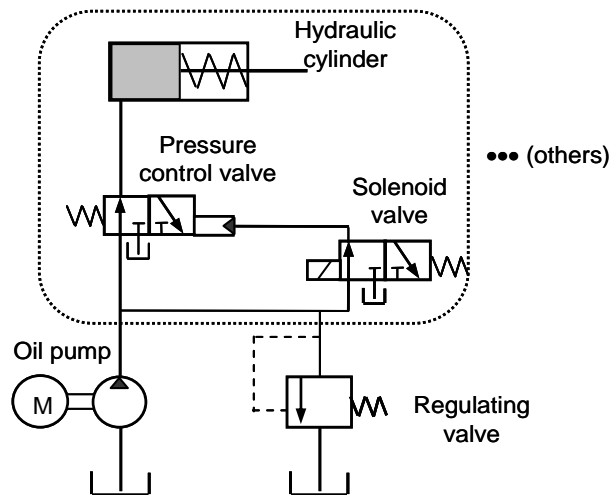 Hydraulic
cylinder
Pressure
control valve
••• (others)
Solenoid
valve
Oil pump
M
Regulating
valve